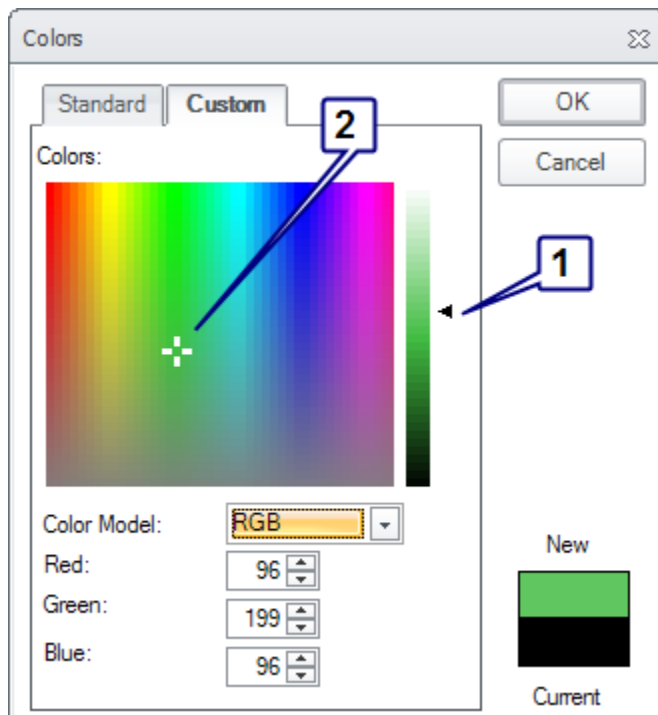 Colors
Standard Custom
OK
Cancel
2
Colors:
1
Color Model: RGB
Red: 96
Green: 199
Blue: 96
New
Current